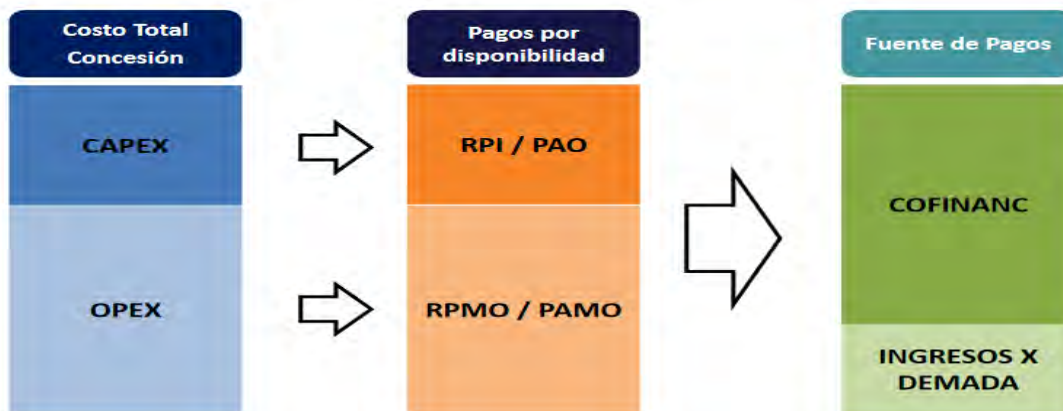 Costo Total
Concesión
Pagos por
disponibilidad
Fuente de Pagos
CAPEX
RPI / PAO
COFINANC
OPEX
RPMO / PAMO
INGRESOS X
DEMADA